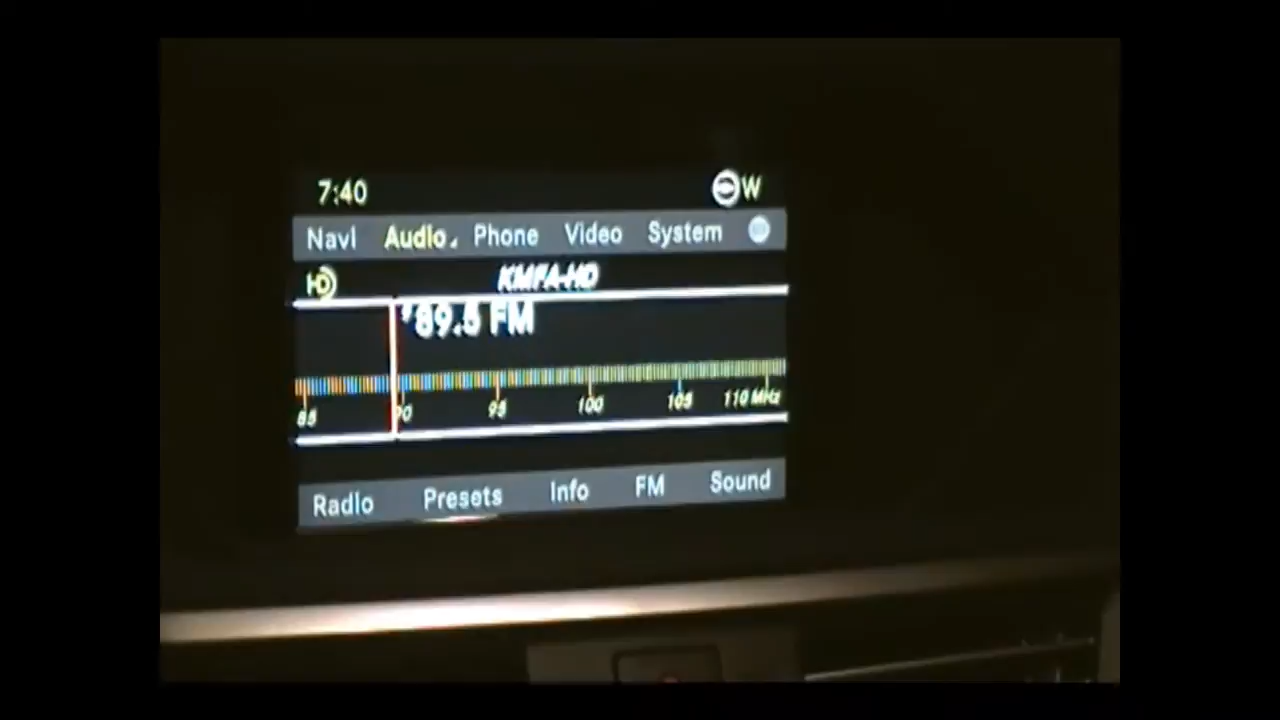 7:40 W
Navi Audio Phone Video System
HD KMFA-HD
89.5 FM
85 90 95 100 105 110 MHz
Radio Presets Info FM Sound